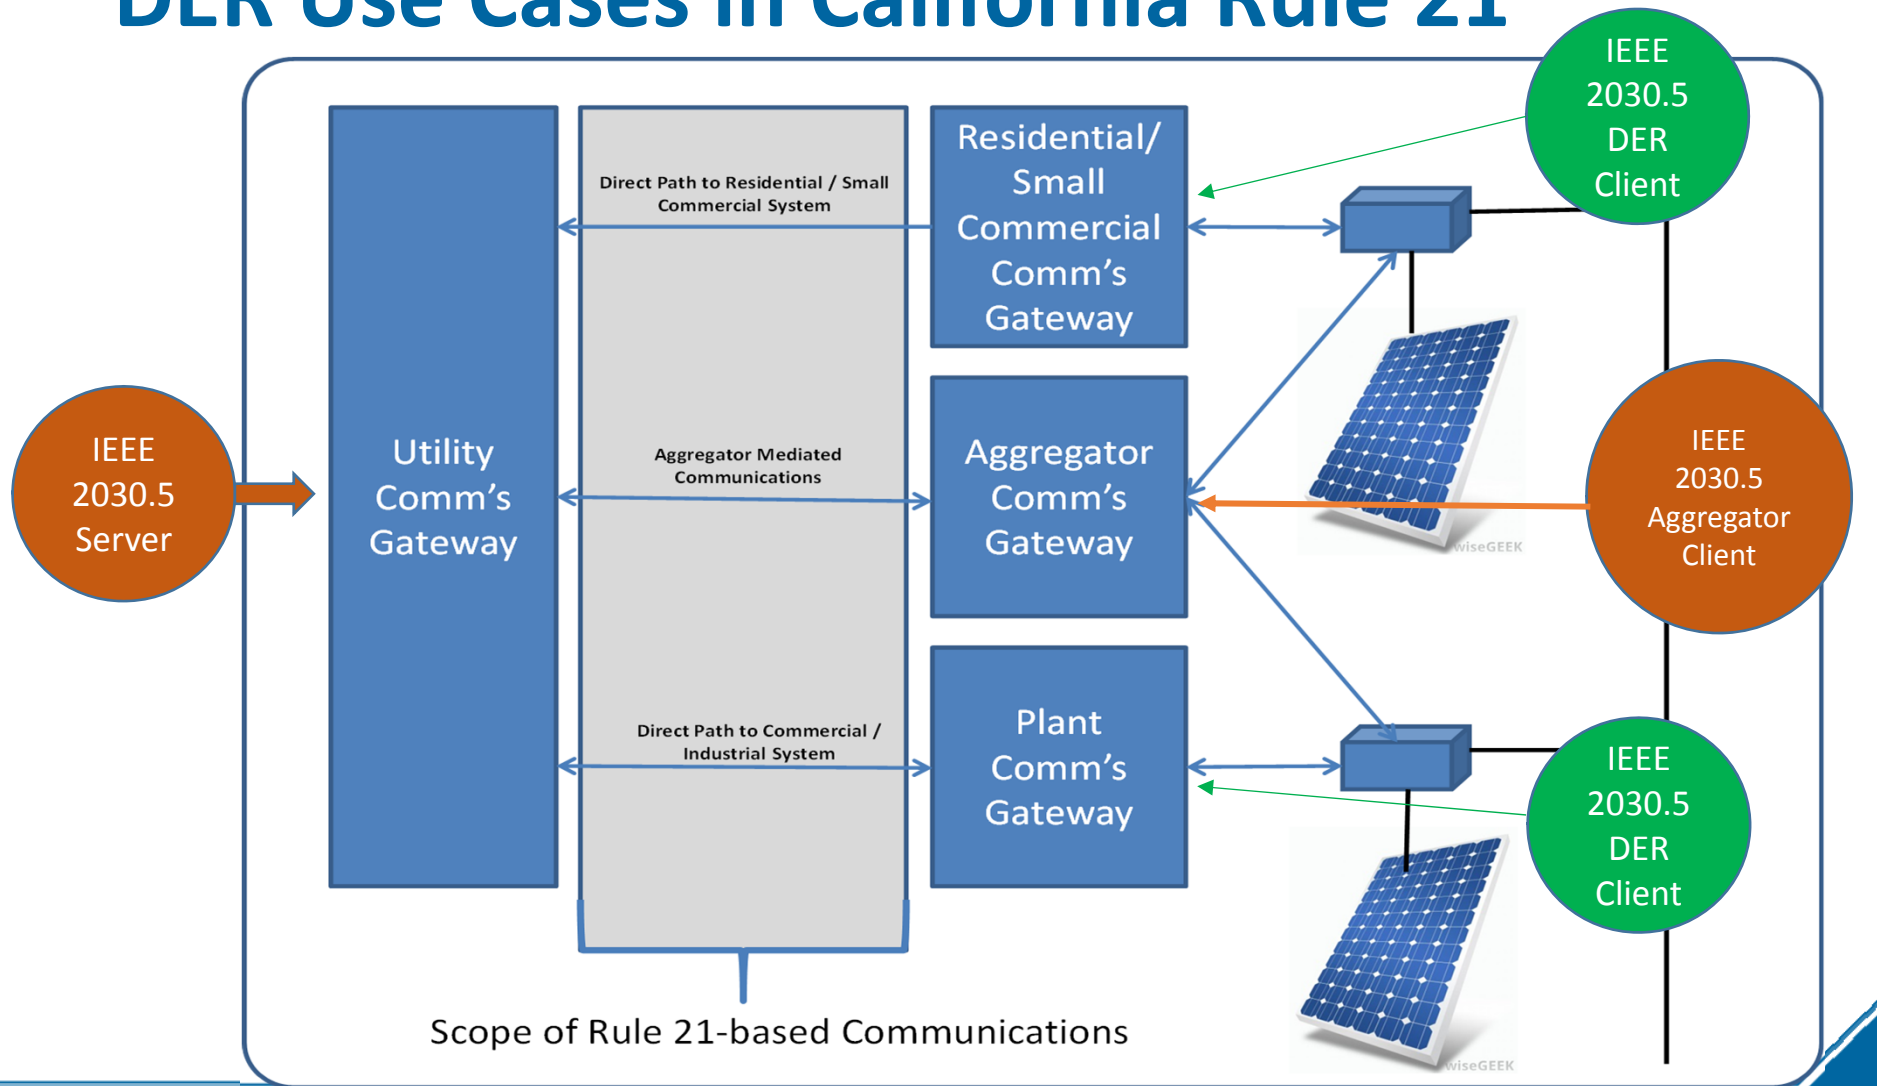 DER Use Cases in California Rule 21
IEEE
2030.5
DER
Client
Residential/
Small
Commercial
Comm's
Gateway
Direct Path to Residential / Small
Commercial System
IEEE
2030.5
Server
Utility
Comm's
Gateway
Aggregator Mediated
Communications
Aggregator
Comm's
Gateway
IEEE
2030.5
Aggregator
Client
wiseGEEK
Direct Path to Commercial /
Industrial System
Plant
Comm's
Gateway
IEEE
2030.5
DER
Client
Scope of Rule 21-based Communications
wiseGEEK